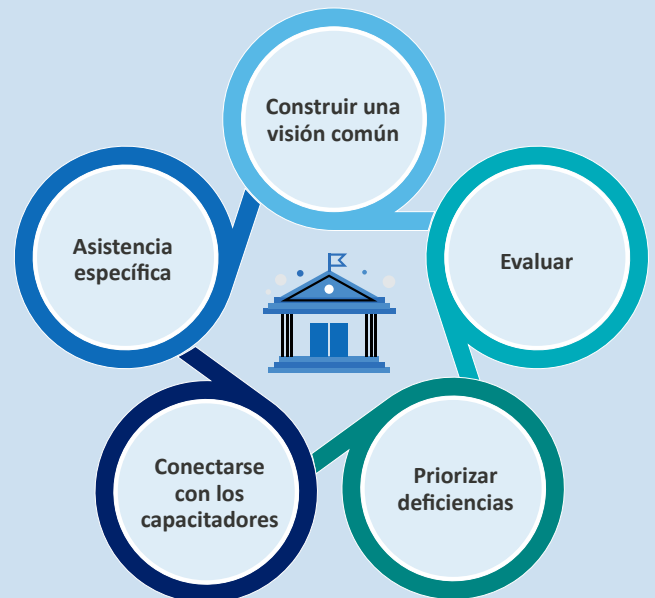 Construir una
visión común
Evaluar
Priorizar
deficiencias
Conectarse
con los
capacitadores
Asistencia
específica